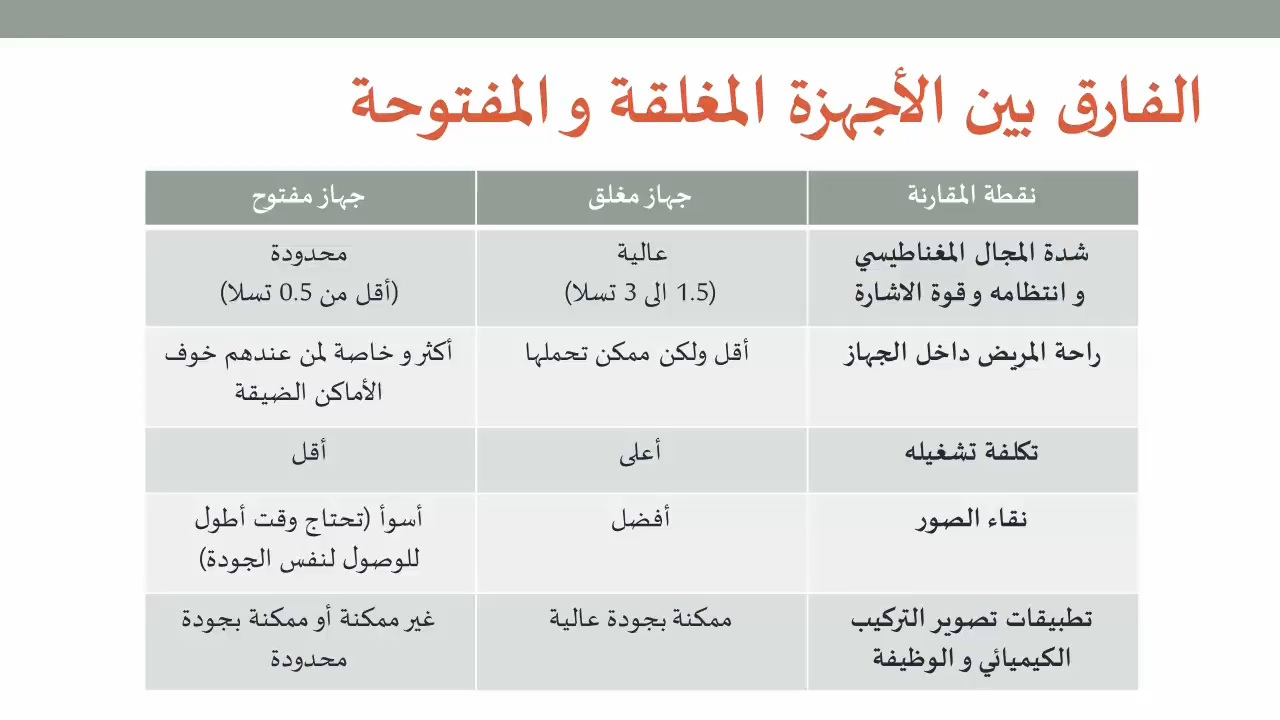 الفارق بين الأجهزة المغلقة و المفتوحة
نقطة المقارنة
جهاز مغلق
جهاز مفتوح
شدة المجال المغناطيسي
و انتظامه و قوة الاشارة
عالية
(1.5 الى 3 تسلا)
محدودة
(أقل من 0.5 تسلا)
راحة المريض داخل الجهاز
أقل ولكن ممكن تحملها
أكثر و خاصة لمن عندهم خوف
الأماكن الضيقة
تكلفة تشغيله
أعلى
أقل
نقاء الصور
أفضل
أسوأ (تحتاج وقت أطول
للوصول لنفس الجودة)
تطبيقات تصوير التركيب
الكيميائي و الوظيفة
ممكنة بجودة عالية
غير ممكنة أو ممكنة بجودة
محدودة